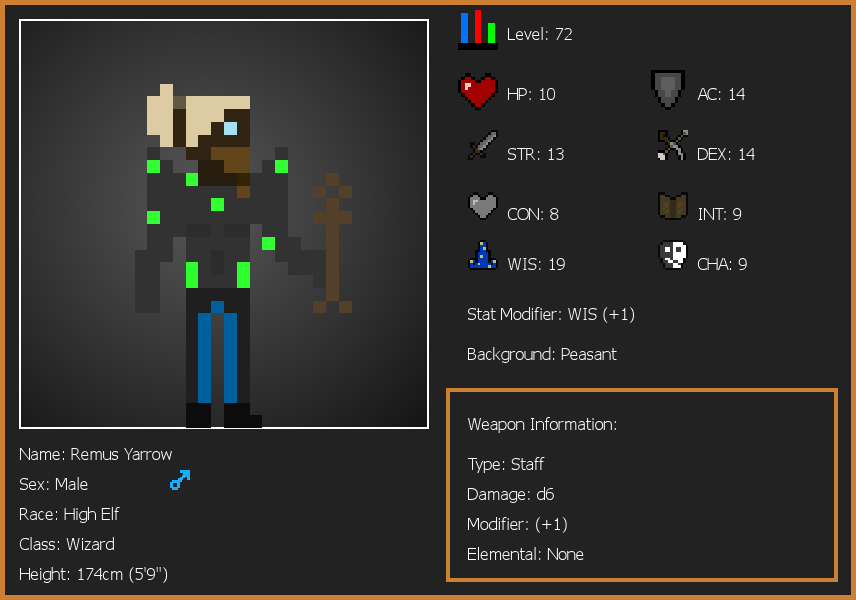 Level: 72
HP: 10
AC: 14
STR: 13
DEX: 14
CON: 8
INT: 9
WIS: 19
CHA: 9
Stat Modifier: WIS (+1)
Background: Peasant
Weapon Information:
Type: Staff
Damage: d6
Modifier: (+1)
Elemental: None
Name: Remus Yarrow
Sex: Male
Race: High Elf
Class: Wizard
Height: 174cm (5'9")